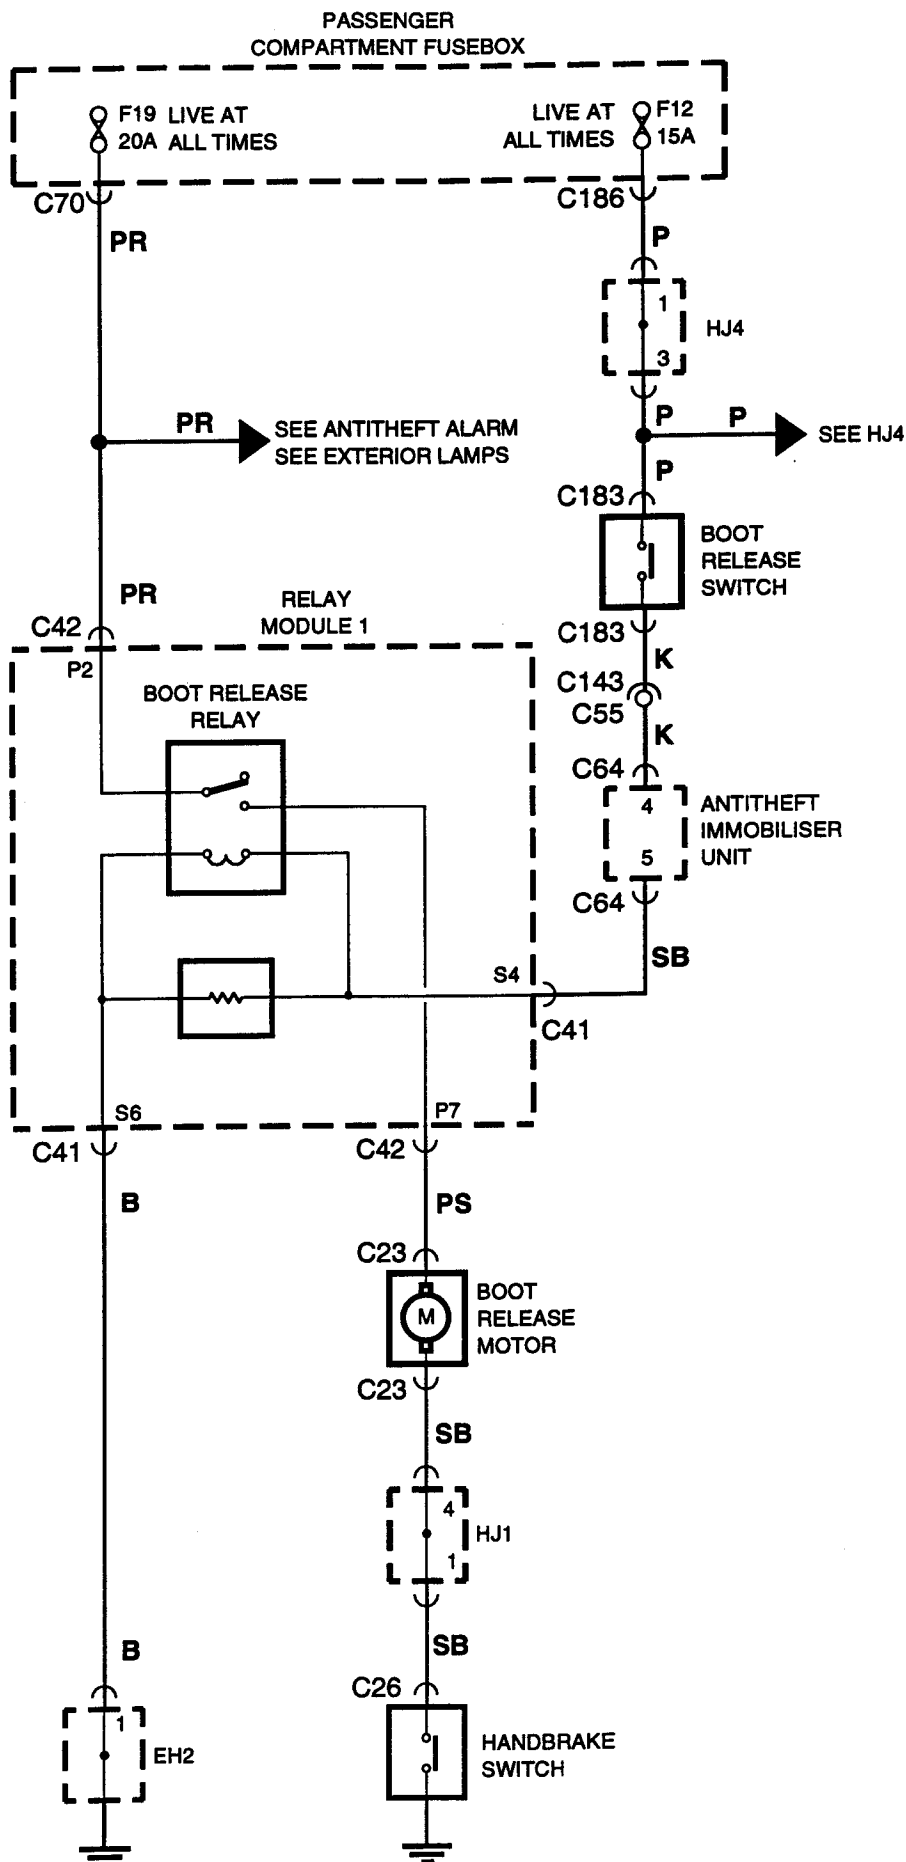 PASSENGER
COMPARTMENT FUSEBOX
F19 LIVE AT
20A ALL TIMES
LIVE AT F12
ALL TIMES 15A
C70
C186
PR
P
1
HJ4
3
PR
SEE ANTITHEFT ALARM
SEE EXTERIOR LAMPS
P
P
SEE HJ4
P
C183
BOOT
RELEASE
SWITCH
PR
C42
RELAY
MODULE 1
C183
K
P2
C143
C55
BOOT RELEASE
RELAY
K
C64
4
ANTITHEFT
IMMOBILISER
UNIT
5
C64
SB
S4
C41
S6
P7
C41
C42
B
PS
C23
BOOT
RELEASE
MOTOR
M
C23
SB
4
HJ1
1
B
SB
C26
1
EH2
HANDBRAKE
SWITCH